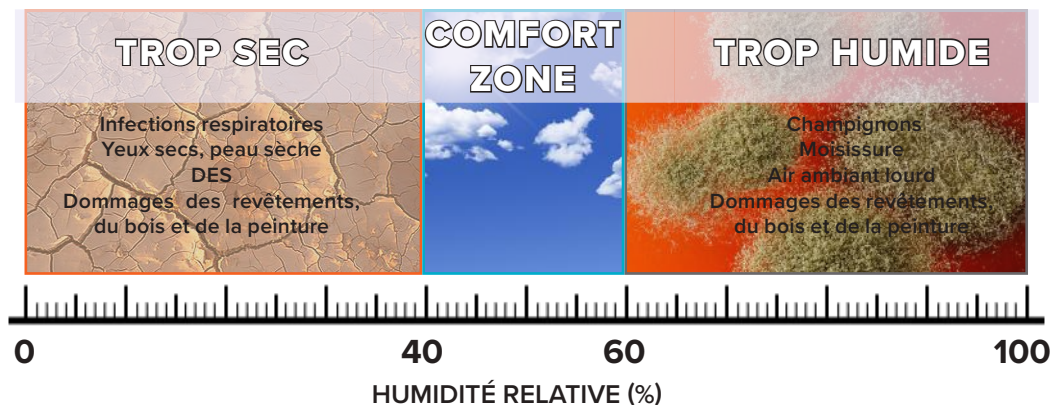 TROP SEC
COMFORT
ZONE
TROP HUMIDE
Infections respiratoires
Yeux secs, peau sèche
DES
Dommages des revêtements,
du bois et de la peinture
Champignons
Moisissure
Air ambiant lourd
Dommages des revêtements,
du bois et de la peinture
0
40
60
100
HUMIDITÉ RELATIVE (%)